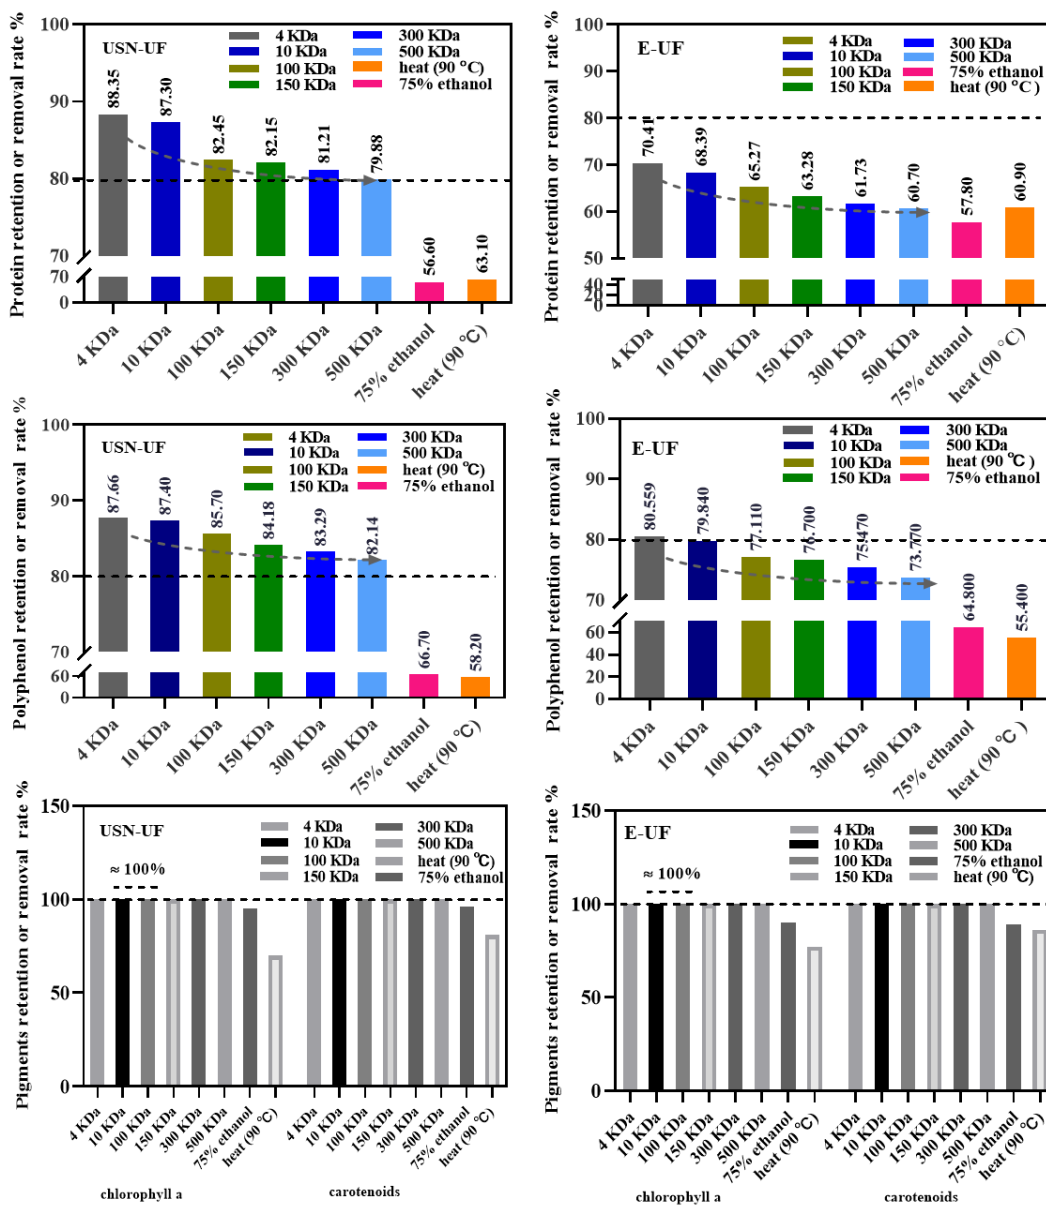 Protein retention or removal rate %
100
90
80
70
70
0
USN-UF
4 KDa
10 KDa
100 KDa
150 KDa
300 KDa
500 KDa
heat (90 °C)
75% ethanol
88.35
87.30
82.45
82.15
81.21
79.88
56.60
63.10
4 KDa
10 KDa
100 KDa
150 KDa
300 KDa
500 KDa
75% ethanol
heat (90 °C)
Protein retention or removal rate %
100
90
80
70
60
50
40
20
0
E-UF
4 KDa
10 KDa
100 KDa
150 KDa
300 KDa
500 KDa
75% ethanol
heat (90 °C)
70.41
68.39
65.27
63.28
61.73
60.70
57.80
60.90
4 KDa
10 KDa
100 KDa
150 KDa
300 KDa
500 KDa
75% ethanol
heat (90 °C)
Polyphenol retention or removal rate %
100
90
80
70
60
0
USN-UF
4 KDa
10 KDa
100 KDa
150 KDa
300 KDa
500 KDa
heat (90 °C)
75% ethanol
87.66
87.40
85.70
84.18
83.29
82.14
66.70
58.20
4 KDa
10 KDa
100 KDa
150 KDa
300 KDa
500 KDa
75% ethanol
heat (90 °C)
Polyphenol retention or removal rate %
100
90
80
70
60
40
20
0
E-UF
4 KDa
10 KDa
100 KDa
150 KDa
300 KDa
500 KDa
heat (90 °C)
75% ethanol
80.559
79.840
77.110
76.700
75.470
73.770
64.800
55.400
4 KDa
10 KDa
100 KDa
150 KDa
300 KDa
500 KDa
75% ethanol
heat (90 °C)
Pigments retention or removal rate %
150
100
50
0
USN-UF
≈ 100%
4 KDa
10 KDa
100 KDa
150 KDa
300 KDa
500 KDa
heat (90 °C)
75% ethanol
4 KDa
10 KDa
100 KDa
150 KDa
300 KDa
500 KDa
75% ethanol
heat (90 °C)
4 KDa
10 KDa
100 KDa
150 KDa
300 KDa
500 KDa
75% ethanol
heat (90 °C)
chlorophyll a
carotenoids
Pigments retention or removal rate %
150
100
50
0
E-UF
≈ 100%
4 KDa
10 KDa
100 KDa
150 KDa
300 KDa
500 KDa
75% ethanol
heat (90 °C)
4 KDa
10 KDa
100 KDa
150 KDa
300 KDa
500 KDa
75% ethanol
heat (90 °C)
4 KDa
10 KDa
100 KDa
150 KDa
300 KDa
500 KDa
75% ethanol
heat (90 °C)
chlorophyll a
carotenoids